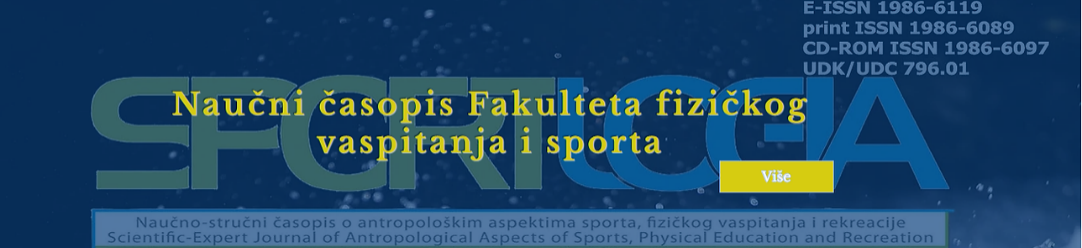 E-ISSN 1986-6119
print ISSN 1986-6089
CD-ROM ISSN 1986-6097
UDK/UDC 796.01
SPORTLOGIA
Naučni časopis Fakulteta fizičkog
vaspitanja i sporta
Više
Naučno-stručni časopis o antropološkim aspektima sporta, fizičkog vaspitanja i rekreacije
Scientific-Expert Journal of Antropological Aspects of Sports, Physical Education and Recreation